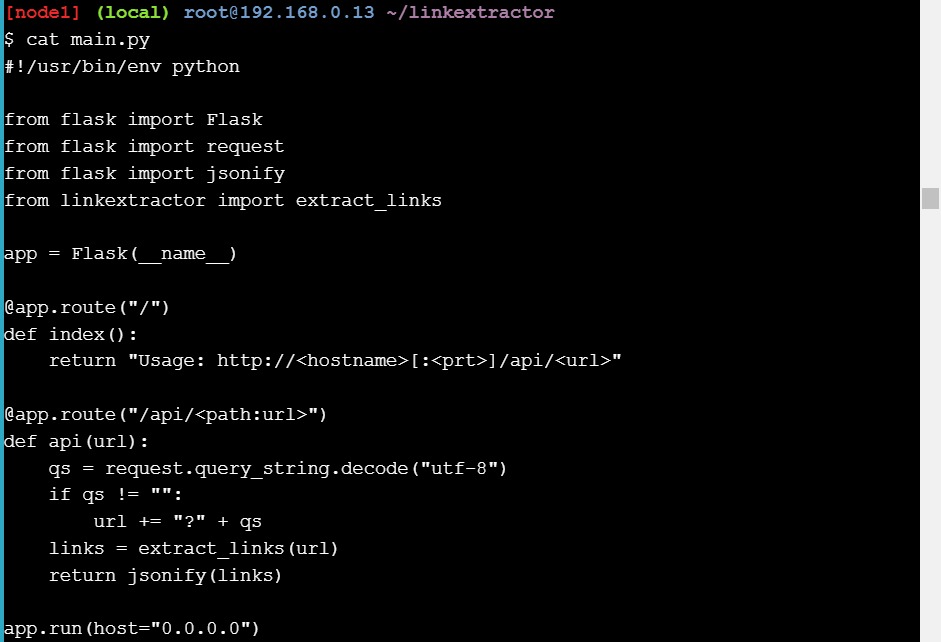 [node1] (local) root@192.168.0.13 ~/linkextractor
$ cat main.py
#!/usr/bin/env python

from flask import Flask
from flask import request
from flask import jsonify
from linkextractor import extract_links

app = Flask(__name__)

@app.route("/")
def index():
    return "Usage: http://<hostname>[:<prt>]/api/<url>"

@app.route("/api/<path:url>")
def api(url):
    qs = request.query_string.decode("utf-8")
    if qs != "":
        url += "?" + qs
    links = extract_links(url)
    return jsonify(links)

app.run(host="0.0.0.0")